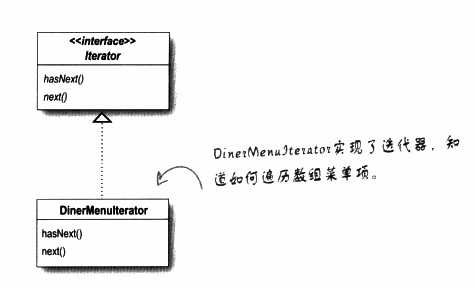 <<interface>>
Iterator
hasNext()
next()
DinerMenuIterator实现了迭代器，知
道如何遍历数组菜单项。
DinerMenuIterator
hasNext()
next()